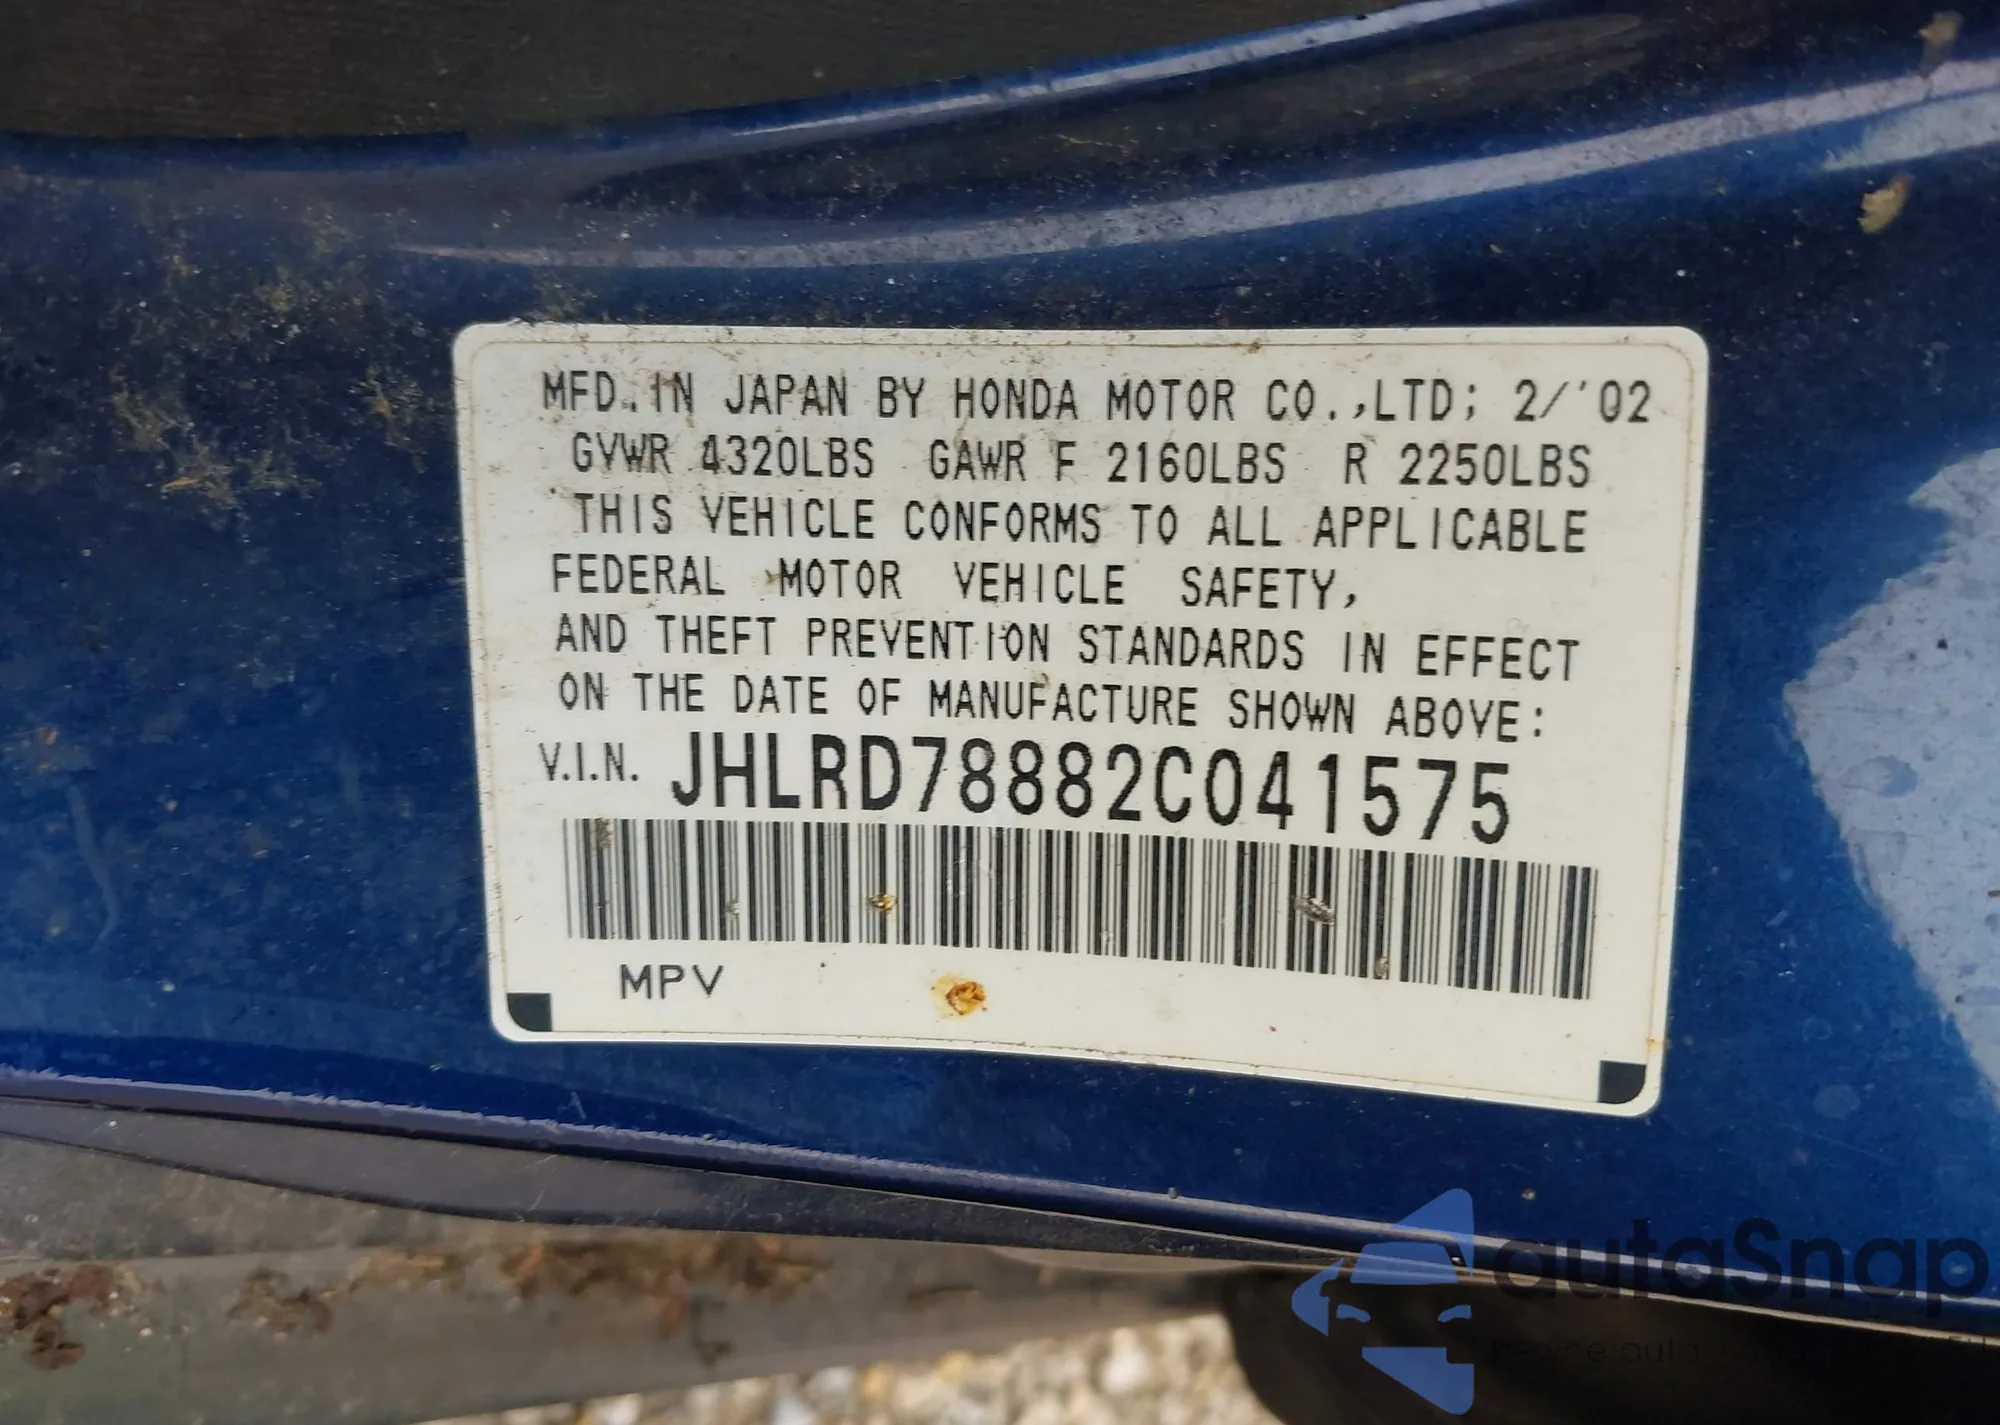 MFD. IN JAPAN BY HONDA MOTOR CO.,LTD; 2/'02
GVWR 4320LBS GAWR F 2160LBS R 2250LBS
THIS VEHICLE CONFORMS TO ALL APPLICABLE
FEDERAL MOTOR VEHICLE SAFETY,
AND THEFT PREVENTION STANDARDS IN EFFECT
ON THE DATE OF MANUFACTURE SHOWN ABOVE:
V.I.N. JHLRD78882C041575
MPV
autaSnap